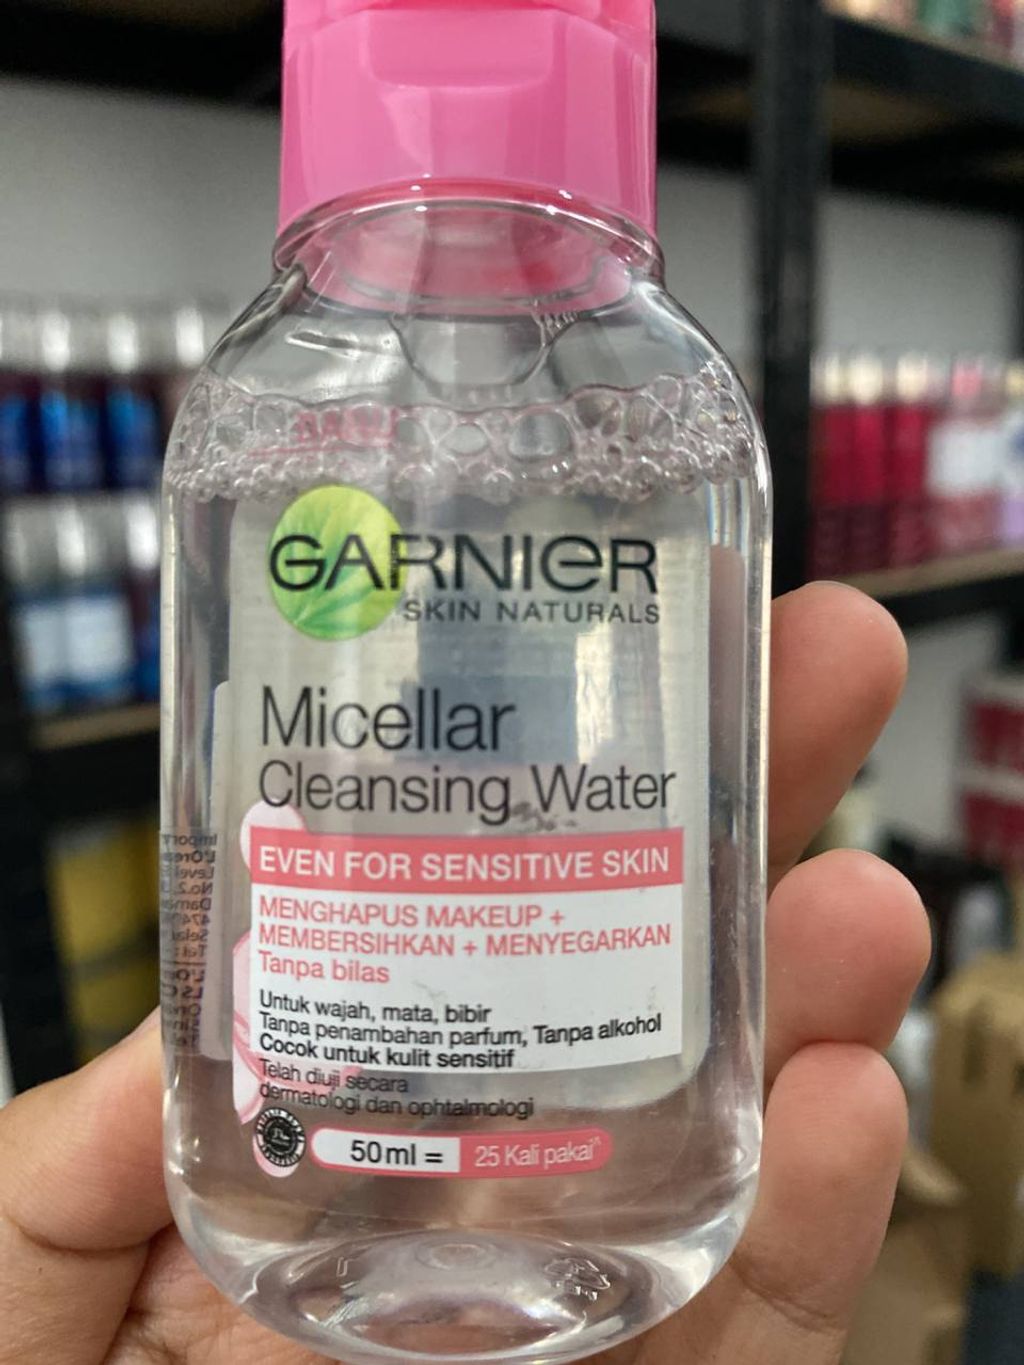 GARNIER
SKIN NATURALS
Micellar
Cleansing Water
EVEN FOR SENSITIVE SKIN
MENGHAPUS MAKEUP +
MEMBERSIHKAN + MENYEGARKAN
Tanpa bilas
Untuk wajah, mata, bibir
Tanpa penambahan parfum, Tanpa alkohol
Cocok untuk kulit sensitif
Telah diuji secara
dermatologi dan ophtalmologi
50ml = 25 Kali pakai^